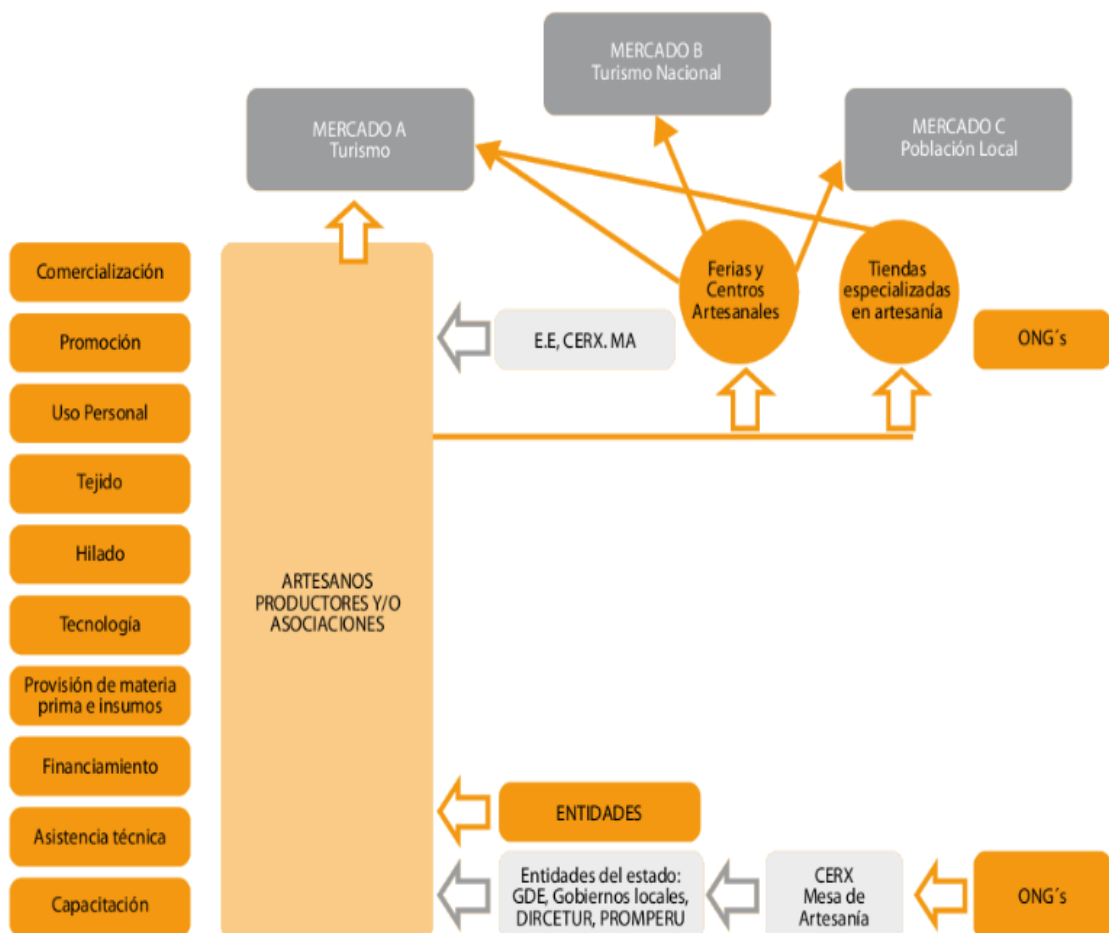 MERCADO B
Turismo Nacional
MERCADO A
Turismo
MERCADO C
Población Local
Comercialización
Promoción
Uso Personal
Tejido
Hilado
Tecnología
Provisión de materia
prima e insumos
Financiamiento
Asistencia técnica
Capacitación
ARTESANOS
PRODUCTORES Y/O
ASOCIACIONES
E.E, CERX. MA
Ferias y
Centros
Artesanales
Tiendas
especializadas
en artesanía
ONG´s
ENTIDADES
Entidades del estado:
GDE, Gobiernos locales,
DIRCETUR, PROMPERU
CERX
Mesa de
Artesanía
ONG´s